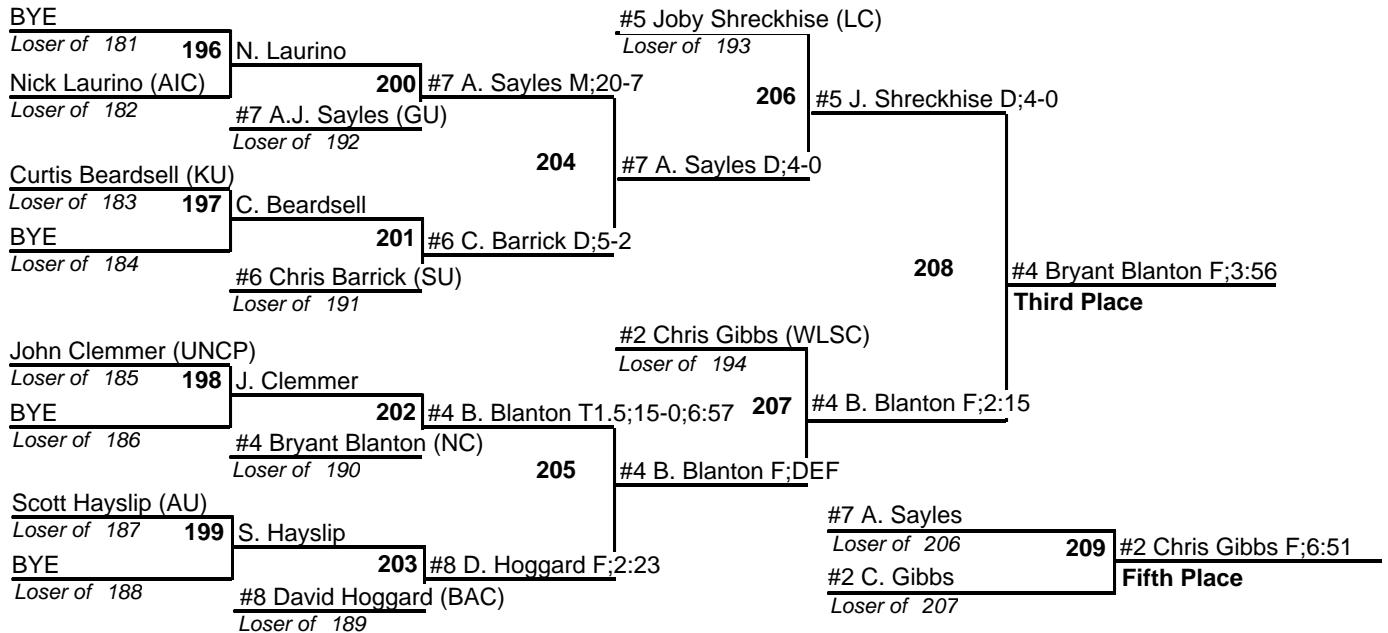 BYE
Loser of 181
196
N. Laurino
Nick Laurino (AIC)
Loser of 182
200
#7 A. Sayles M;20-7
#7 A.J. Sayles (GU)
Loser of 192
Curtis Beardsell (KU)
Loser of 183
197
C. Beardsell
BYE
Loser of 184
201
#6 C. Barrick D;5-2
#6 Chris Barrick (SU)
Loser of 191
204
#7 A. Sayles D;4-0
#5 Joby Shreckhise (LC)
Loser of 193
206
#5 J. Shreckhise D;4-0
John Clemmer (UNCP)
Loser of 185
198
J. Clemmer
BYE
Loser of 186
202
#4 B. Blanton T1.5;15-0;6:57
#4 Bryant Blanton (NC)
Loser of 190
Scott Hayslip (AU)
Loser of 187
199
S. Hayslip
BYE
Loser of 188
203
#8 D. Hoggard F;2:23
#8 David Hoggard (BAC)
Loser of 189
205
#4 B. Blanton F;DEF
#2 Chris Gibbs (WLSC)
Loser of 194
207
#4 B. Blanton F;2:15
208
#4 Bryant Blanton F;3:56
Third Place
#7 A. Sayles
Loser of 206
209
#2 Chris Gibbs F;6:51
#2 C. Gibbs
Loser of 207
Fifth Place